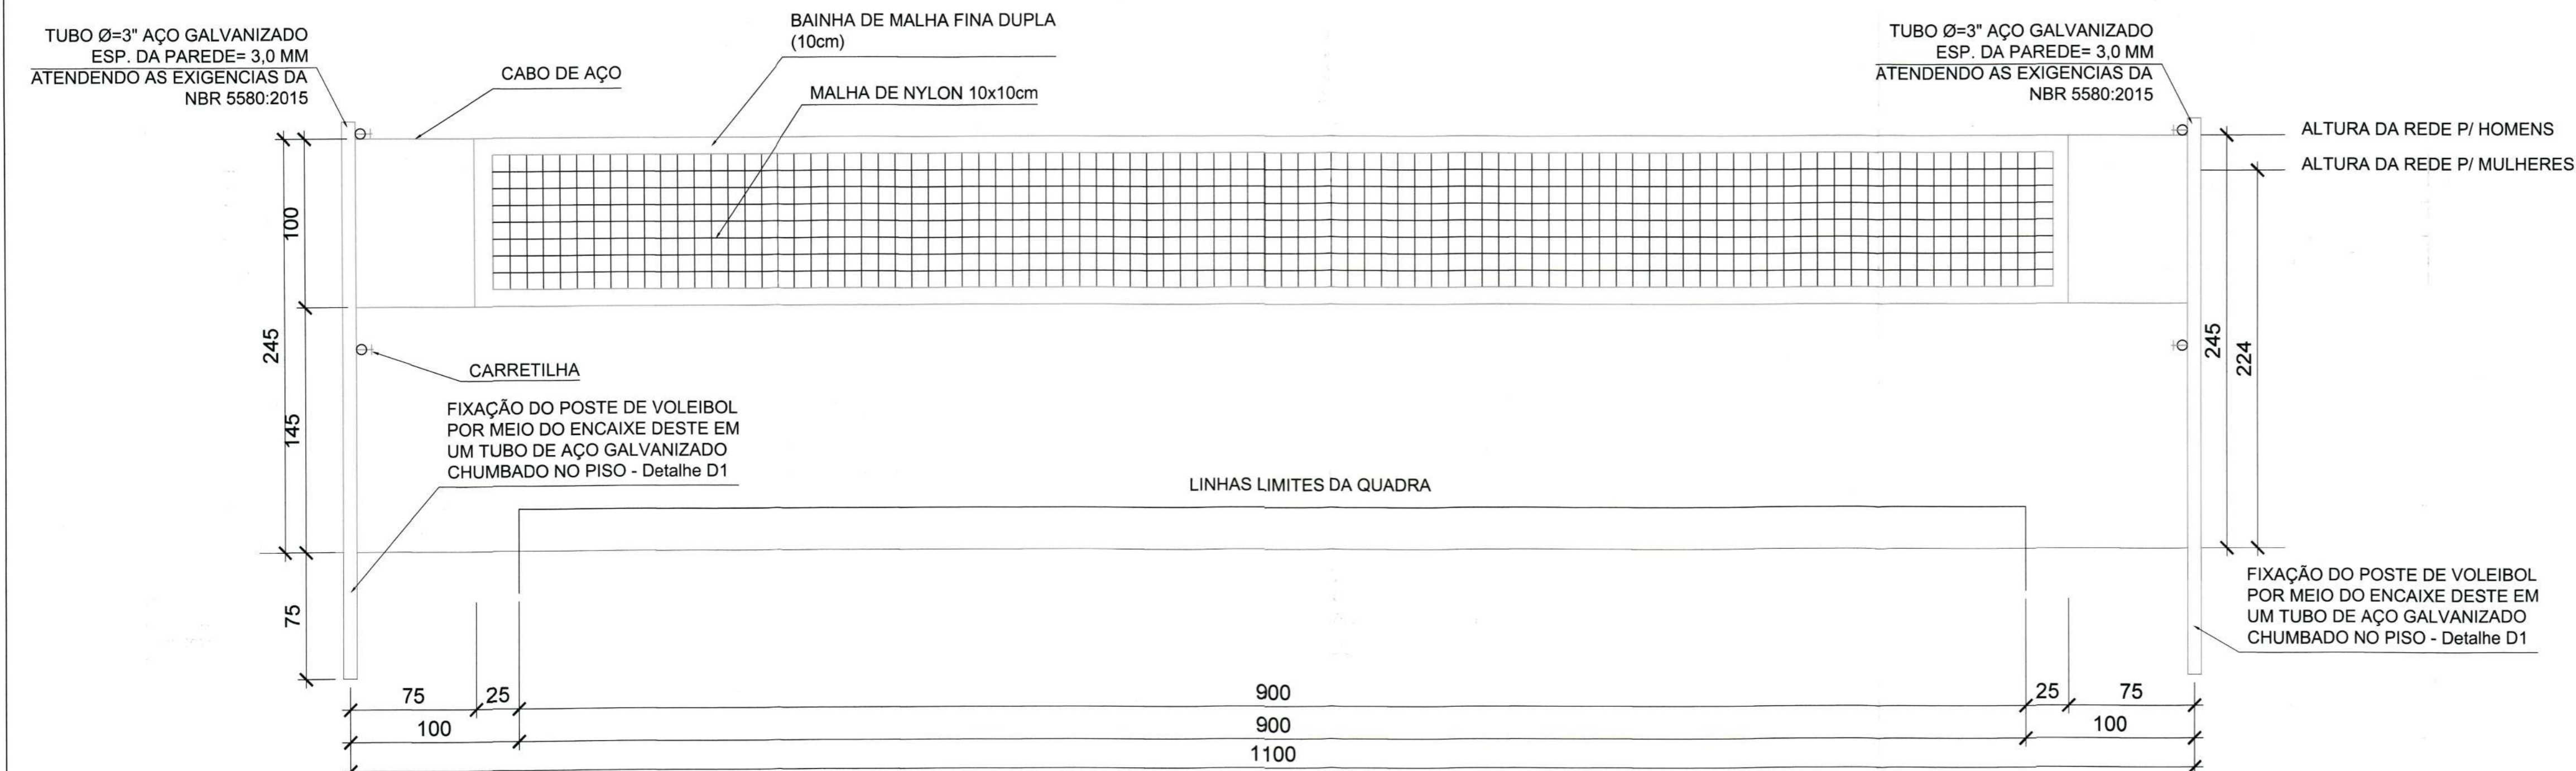 TUBO Ø=3" AÇO GALVANIZADO
ESP. DA PAREDE= 3,0 MM
ATENDENDO AS EXIGENCIAS DA
NBR 5580:2015
CABO DE AÇO
BAINHA DE MALHA FINA DUPLA
(10cm)
MALHA DE NYLON 10x10cm
TUBO Ø=3" AÇO GALVANIZADO
ESP. DA PAREDE= 3,0 MM
ATENDENDO AS EXIGENCIAS DA
NBR 5580:2015
ALTURA DA REDE P/ HOMENS
ALTURA DA REDE P/ MULHERES
100
245
145
75
CARRETILHA
FIXAÇÃO DO POSTE DE VOLEIBOL
POR MEIO DO ENCAIXE DESTE EM
UM TUBO DE AÇO GALVANIZADO
CHUMBADO NO PISO - Detalhe D1
LINHAS LIMITES DA QUADRA
245
224
FIXAÇÃO DO POSTE DE VOLEIBOL
POR MEIO DO ENCAIXE DESTE EM
UM TUBO DE AÇO GALVANIZADO
CHUMBADO NO PISO - Detalhe D1
75 25 900 25 75
100 900 100
1100